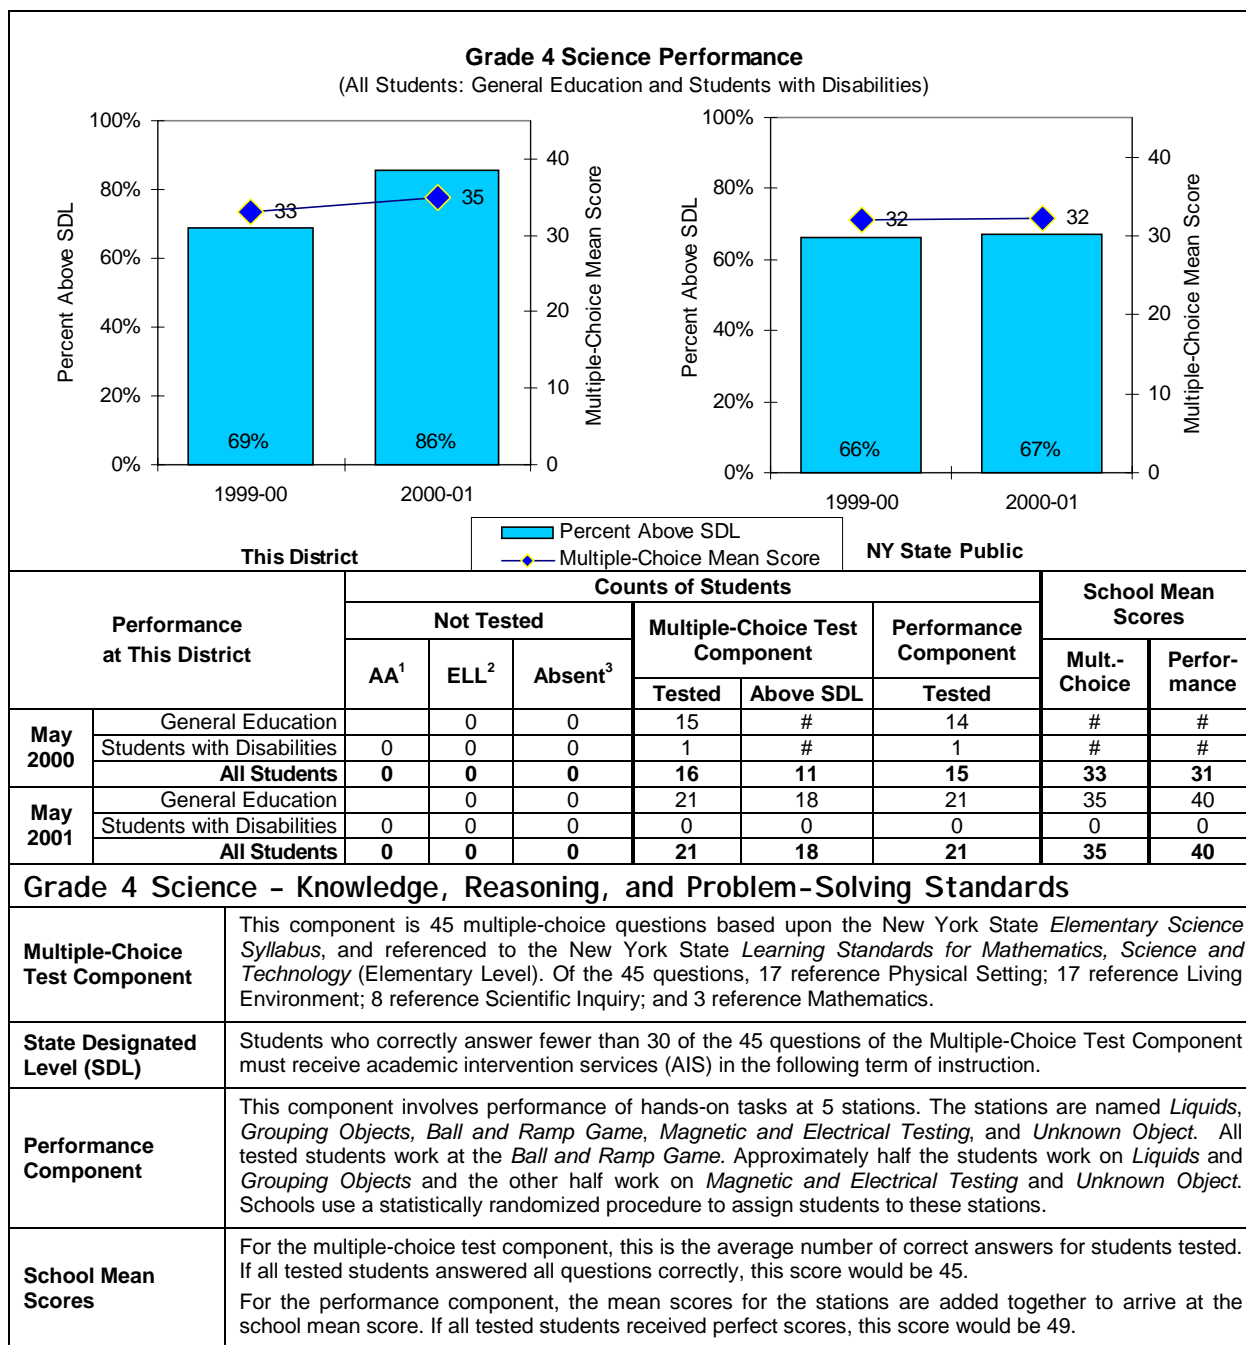 Grade 4 Science Performance
(All Students: General Education and Students with Disabilities)
100%
80%
60%
40%
20%
0%
Percent Above SDL
33
35
69%
86%
1999-00
2000-01
40
30
20
10
0
Multiple-Choice Mean Score
This District
100%
80%
60%
40%
20%
0%
Percent Above SDL
32
32
66%
67%
1999-00
2000-01
40
30
20
10
0
Multiple-Choice Mean Score
NY State Public
Percent Above SDL
Multiple-Choice Mean Score
Performance
at This District
Counts of Students
School Mean
Scores
Not Tested
Multiple-Choice Test
Component
Performance
Component
AA1
ELL2
Absent3
Mult.-
Choice
Perfor-
mance
Tested
Above SDL
Tested
May
2000
General Education 0 0 15 # 14 # #
Students with Disabilities 0 0 0 1 # 1 # #
All Students 0 0 0 16 11 15 33 31
May
2001
General Education 0 0 21 18 21 35 40
Students with Disabilities 0 0 0 0 0 0 0 0
All Students 0 0 0 21 18 21 35 40
Grade 4 Science – Knowledge, Reasoning, and Problem-Solving Standards
Multiple-Choice
Test Component
This component is 45 multiple-choice questions based upon the New York State Elementary Science
Syllabus, and referenced to the New York State Learning Standards for Mathematics, Science and
Technology (Elementary Level). Of the 45 questions, 17 reference Physical Setting; 17 reference Living
Environment; 8 reference Scientific Inquiry; and 3 reference Mathematics.
State Designated
Level (SDL)
Students who correctly answer fewer than 30 of the 45 questions of the Multiple-Choice Test Component
must receive academic intervention services (AIS) in the following term of instruction.
Performance
Component
This component involves performance of hands-on tasks at 5 stations. The stations are named Liquids,
Grouping Objects, Ball and Ramp Game, Magnetic and Electrical Testing, and Unknown Object. All
tested students work at the Ball and Ramp Game. Approximately half the students work on Liquids and
Grouping Objects and the other half work on Magnetic and Electrical Testing and Unknown Object.
Schools use a statistically randomized procedure to assign students to these stations.
School Mean
Scores
For the multiple-choice test component, this is the average number of correct answers for students tested.
If all tested students answered all questions correctly, this score would be 45.
For the performance component, the mean scores for the stations are added together to arrive at the
school mean score. If all tested students received perfect scores, this score would be 49.